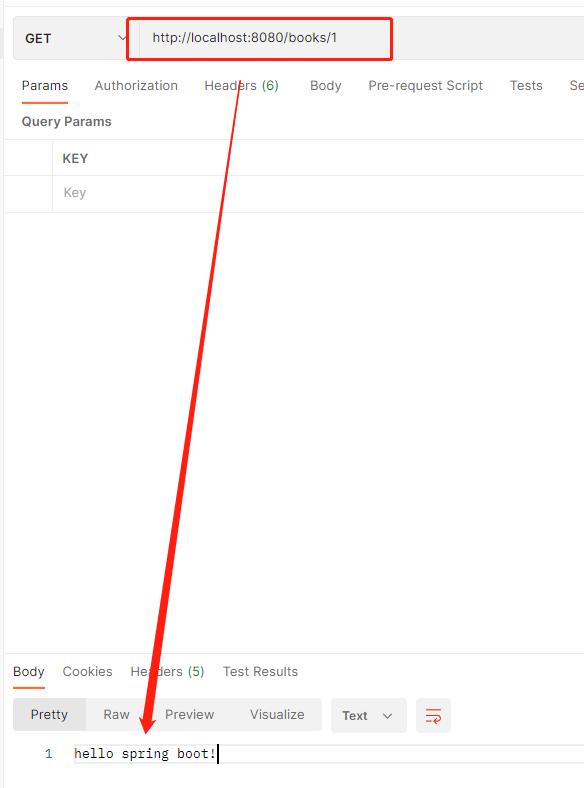 GET http://localhost:8080/books/1
Params Authorization Headers (6) Body Pre-request Script Tests Se
Query Params
KEY
Key
Body Cookies Headers (5) Test Results
Pretty Raw Preview Visualize Text
1 hello spring boot!